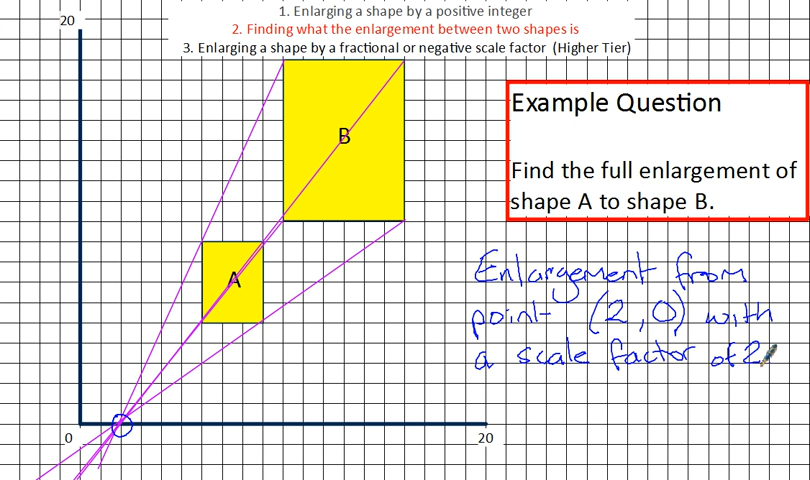 1. Enlarging a shape by a positive integer
2. Finding what the enlargement between two shapes is
3. Enlarging a shape by a fractional or negative scale factor (Higher Tier)
20
B
Example Question
Find the full enlargement of
shape A to shape B.
A
Enlargement from
point (2,0) with
a scale factor of 2
0
20